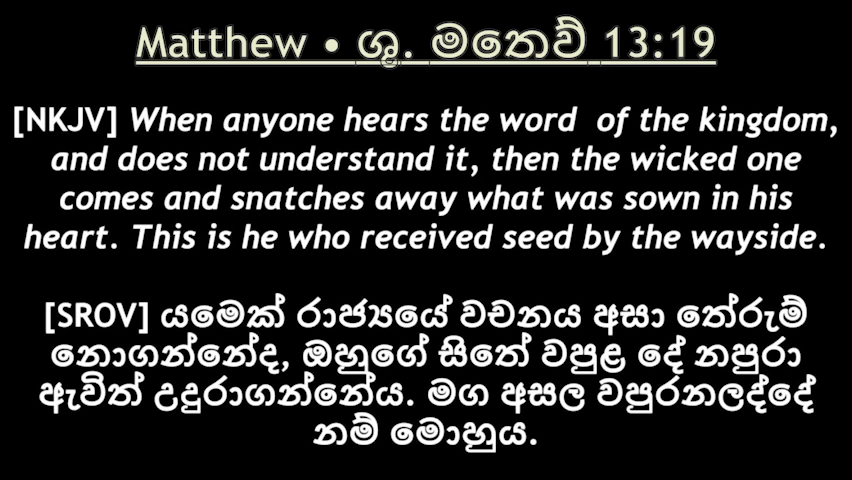 Matthew • ශු. මතෙව් 13:19
[NKJV] When anyone hears the word of the kingdom,
and does not understand it, then the wicked one
comes and snatches away what was sown in his
heart. This is he who received seed by the wayside.
[SROV] යමෙක් රාජ්‍යයේ වචනය අසා තේරුම්
නොගන්නේද, ඔහුගේ සිතේ වපුළ දේ නපුරා
ඇවිත් උදුරාගන්නේය. මග අසල වපුරනලද්දේ
නම් මොහුය.